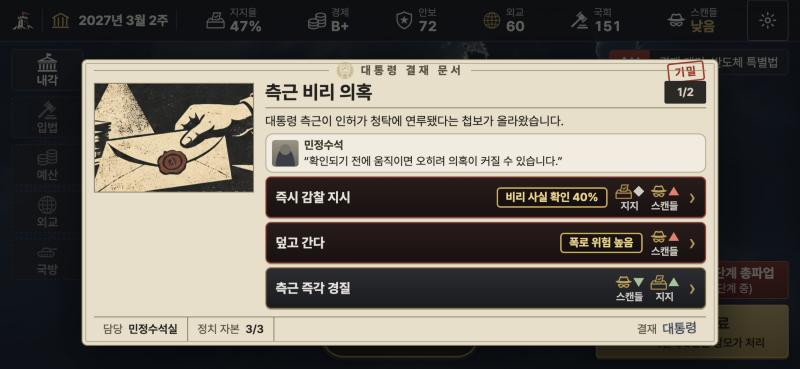 2027년 3월 2주
지지율 47%
경제 B+
안보 72
외교 60
국회 151
스캔들 낮음
내각
입법
예산
외교
국방
대통령 결재 문서
기밀
도체 특별법
측근 비리 의혹
1/2
대통령 측근이 인허가 청탁에 연루됐다는 첩보가 올라왔습니다.
민정수석
“확인되기 전에 움직이면 오히려 의혹이 커질 수 있습니다.”
즉시 감찰 지시
비리 사실 확인 40%
지지
스캔들
덮고 간다
폭로 위험 높음
스캔들
측근 즉각 경질
스캔들
지지
단계 총파업
단계 중)
료
모가 처리
담당 민정수석실
정치 자본 3/3
결재 대통령